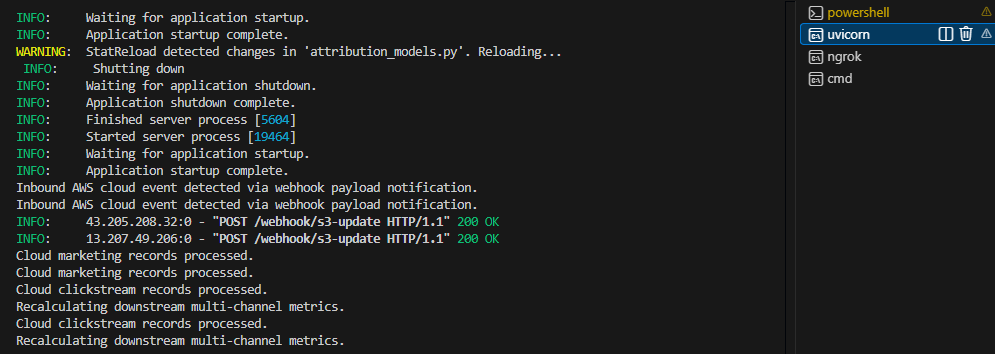 INFO:     Waiting for application startup.
INFO:     Application startup complete.
WARNING:  StatReload detected changes in 'attribution_models.py'. Reloading...
 INFO:     Shutting down
INFO:     Waiting for application shutdown.
INFO:     Application shutdown complete.
INFO:     Finished server process [5604]
INFO:     Started server process [19464]
INFO:     Waiting for application startup.
INFO:     Application startup complete.
Inbound AWS cloud event detected via webhook payload notification.
Inbound AWS cloud event detected via webhook payload notification.
INFO:     43.205.208.32:0 - "POST /webhook/s3-update HTTP/1.1" 200 OK
INFO:     13.207.49.206:0 - "POST /webhook/s3-update HTTP/1.1" 200 OK
Cloud marketing records processed.
Cloud marketing records processed.
Cloud clickstream records processed.
Recalculating downstream multi-channel metrics.
Cloud clickstream records processed.
Recalculating downstream multi-channel metrics.
powershell
uvicorn
ngrok
cmd